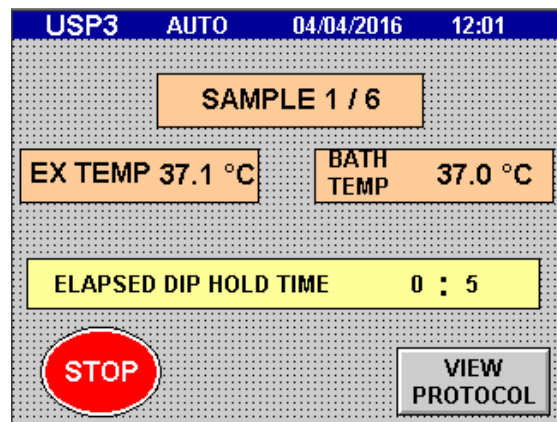 USP3 AUTO 04/04/2016 12:01
SAMPLE 1 / 6
EX TEMP 37.1 °C
BATH TEMP 37.0 °C
ELAPSED DIP HOLD TIME 0 : 5
STOP
VIEW
PROTOCOL